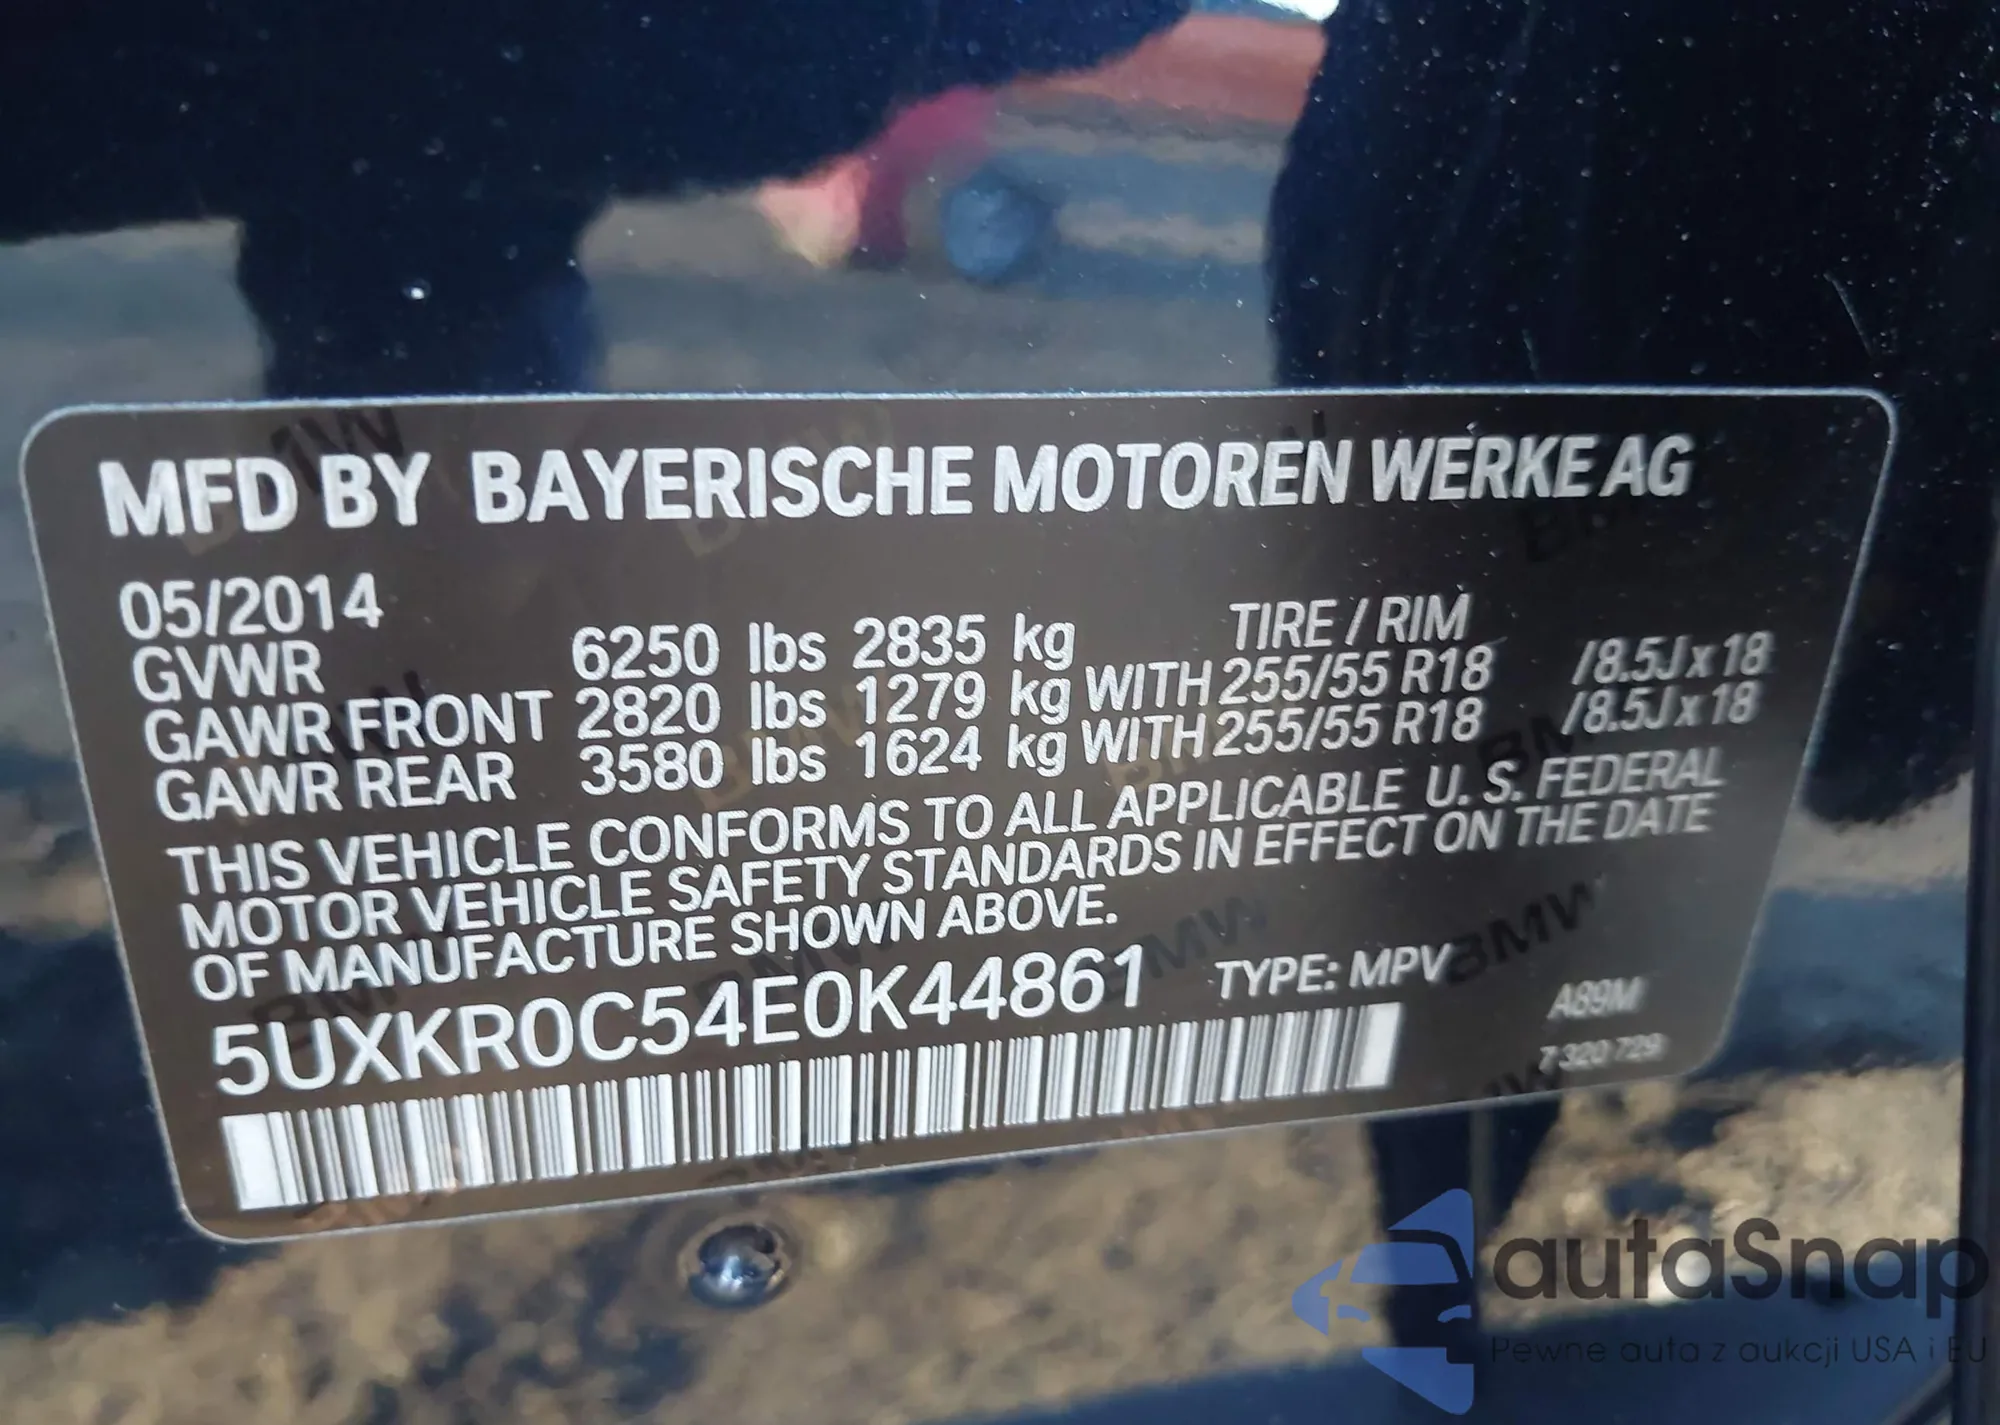 MFD BY BAYERISCHE MOTOREN WERKE AG
05/2014 TIRE / RIM
GVWR 6250 lbs 2835 kg
GAWR FRONT 2820 lbs 1279 kg WITH 255/55 R18 /8.5J x 18
GAWR REAR 3580 lbs 1624 kg WITH 255/55 R18 /8.5J x 18
THIS VEHICLE CONFORMS TO ALL APPLICABLE U. S. FEDERAL
MOTOR VEHICLE SAFETY STANDARDS IN EFFECT ON THE DATE
OF MANUFACTURE SHOWN ABOVE.
5UXKR0C54E0K44861 TYPE: MPV
A89M
7 320 729
autaSnap
Pewne auta z aukcji USA i EU